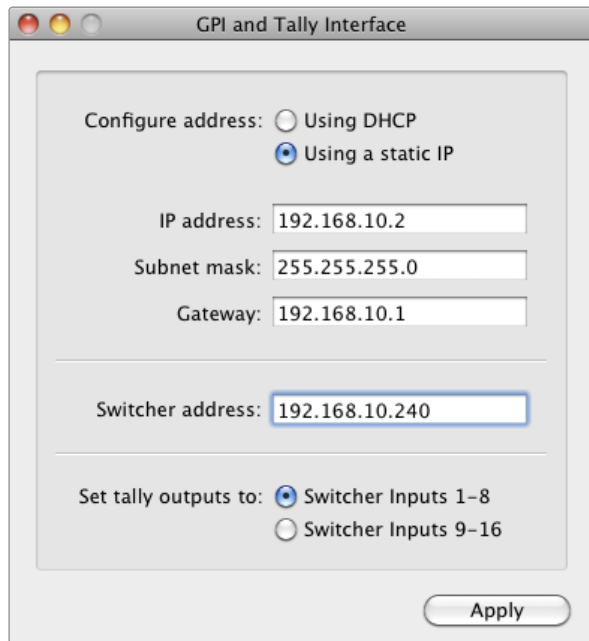 GPI and Tally Interface
Configure address: Using DHCP
Using a static IP
IP address: 192.168.10.2
Subnet mask: 255.255.255.0
Gateway: 192.168.10.1
Switcher address: 192.168.10.240
Set tally outputs to: Switcher Inputs 1–8
Switcher Inputs 9–16
Apply